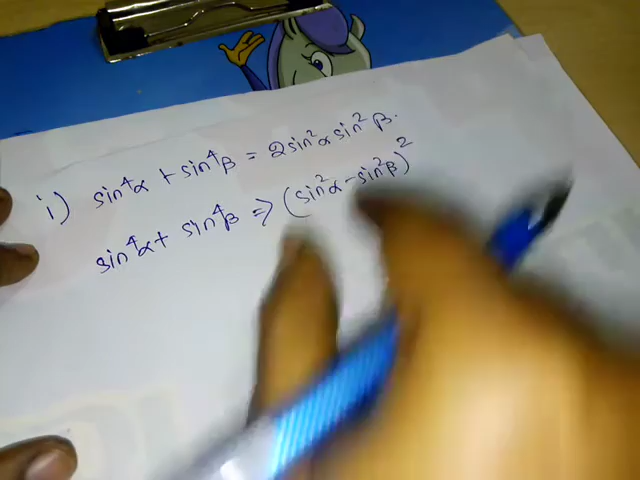 i) sin⁴α + sin⁴β = 2sin²α sin²β.
sin⁴α + sin⁴β ⇒ (sin²α - sin²β)²